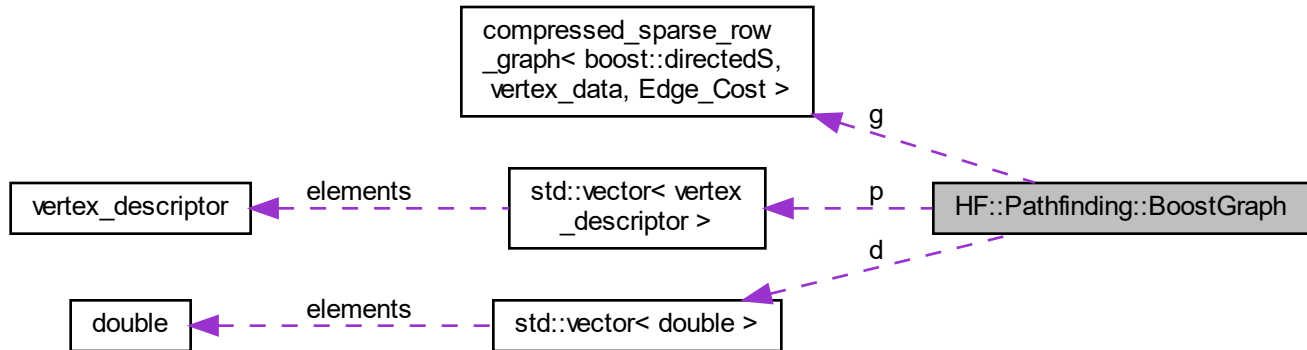 compressed_sparse_row
_graph< boost::directedS,
vertex_data, Edge_Cost >
g
vertex_descriptor
elements
std::vector< vertex
_descriptor >
p
HF::Pathfinding::BoostGraph
d
double
elements
std::vector< double >